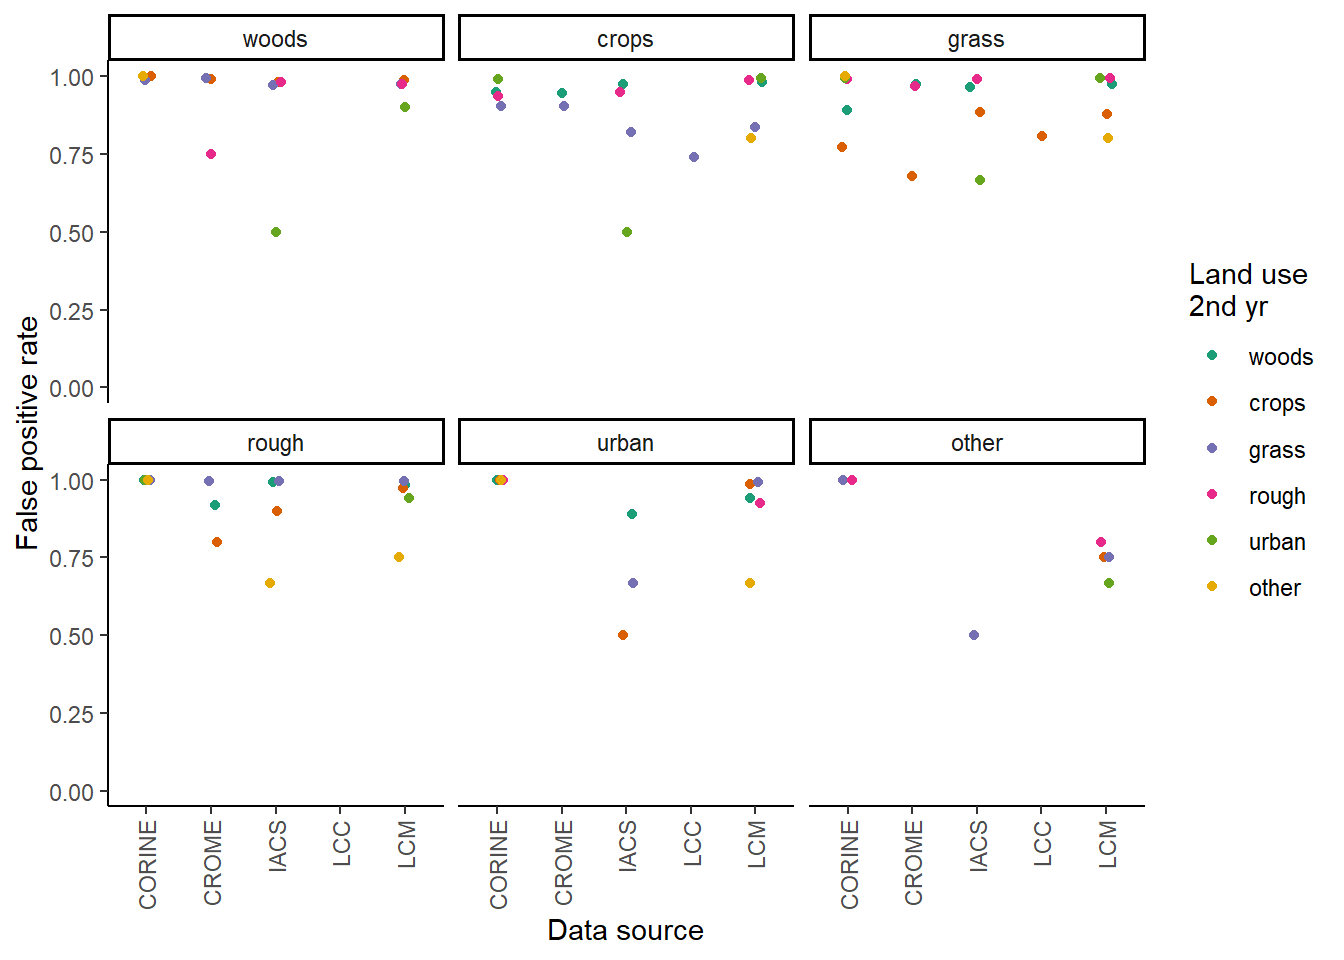 woods crops grass
1.00
0.75
0.50
0.25
0.00
rough urban other
1.00
0.75
0.50
0.25
0.00
CORINE CROME IACS LCC LCM CORINE CROME IACS LCC LCM CORINE CROME IACS LCC LCM
Data source
False positive rate
Land use
2nd yr
woods
crops
grass
rough
urban
other